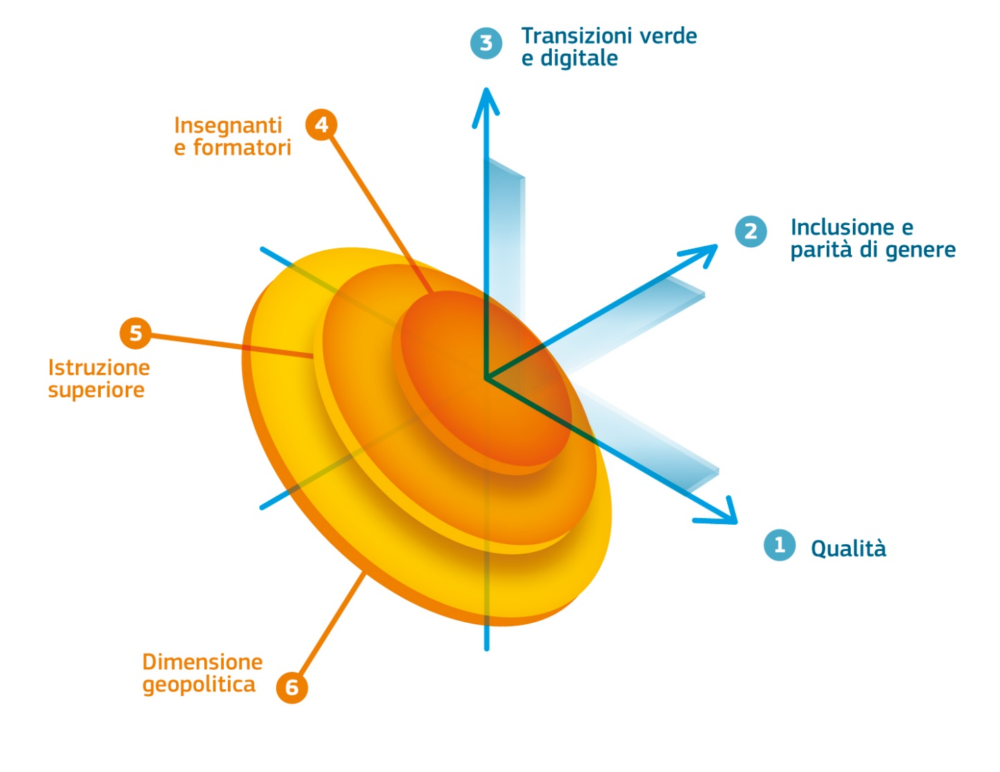 3
Transizioni verde
e digitale
Insegnanti
e formatori
4
2
Inclusione e
parità di genere
5
Istruzione
superiore
1
Qualità
Dimensione
geopolitica
6